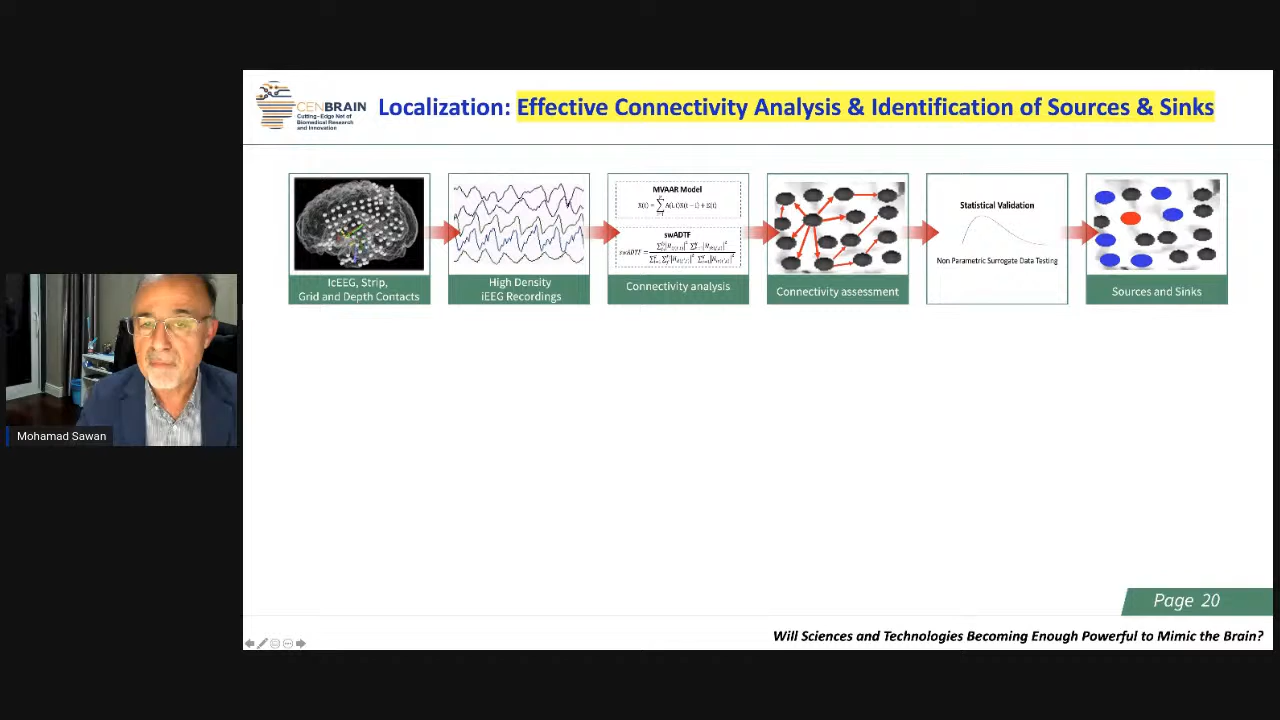 CENBRAIN
Cutting-Edge Net of
Biomedical Research
and Innovation
Localization: Effective Connectivity Analysis & Identification of Sources & Sinks
IcEEG, Strip,
Grid and Depth Contacts
High Density
iEEG Recordings
MVAAR Model
swADTF
Connectivity analysis
Connectivity assessment
Statistical Validation
Non Parametric Surrogate Data Testing
Sources and Sinks
Mohamad Sawan
Page 20
Will Sciences and Technologies Becoming Enough Powerful to Mimic the Brain?